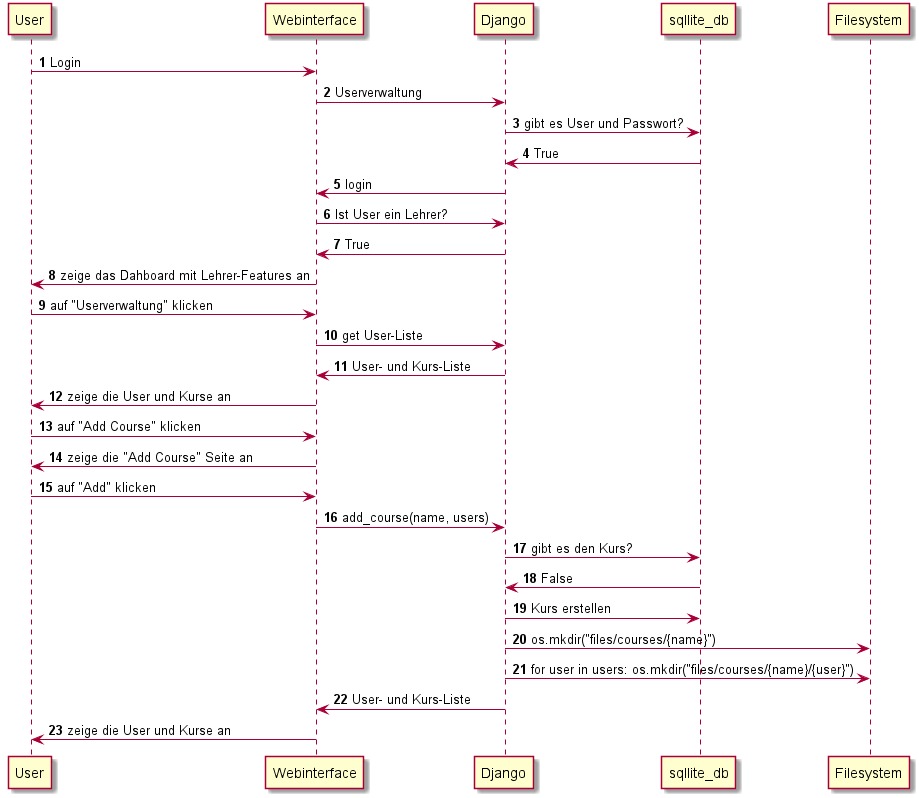 User Webinterface Django sqllite_db Filesystem
1 Login
2 Userverwaltung
3 gibt es User und Passwort?
4 True
5 login
6 Ist User ein Lehrer?
7 True
8 zeige das Dahboard mit Lehrer-Features an
9 auf "Userverwaltung" klicken
10 get User-Liste
11 User- und Kurs-Liste
12 zeige die User und Kurse an
13 auf "Add Course" klicken
14 zeige die "Add Course" Seite an
15 auf "Add" klicken
16 add_course(name, users)
17 gibt es den Kurs?
18 False
19 Kurs erstellen
20 os.mkdir("files/courses/{name}")
21 for user in users: os.mkdir("files/courses/{name}/{user}")
22 User- und Kurs-Liste
23 zeige die User und Kurse an
User Webinterface Django sqllite_db Filesystem